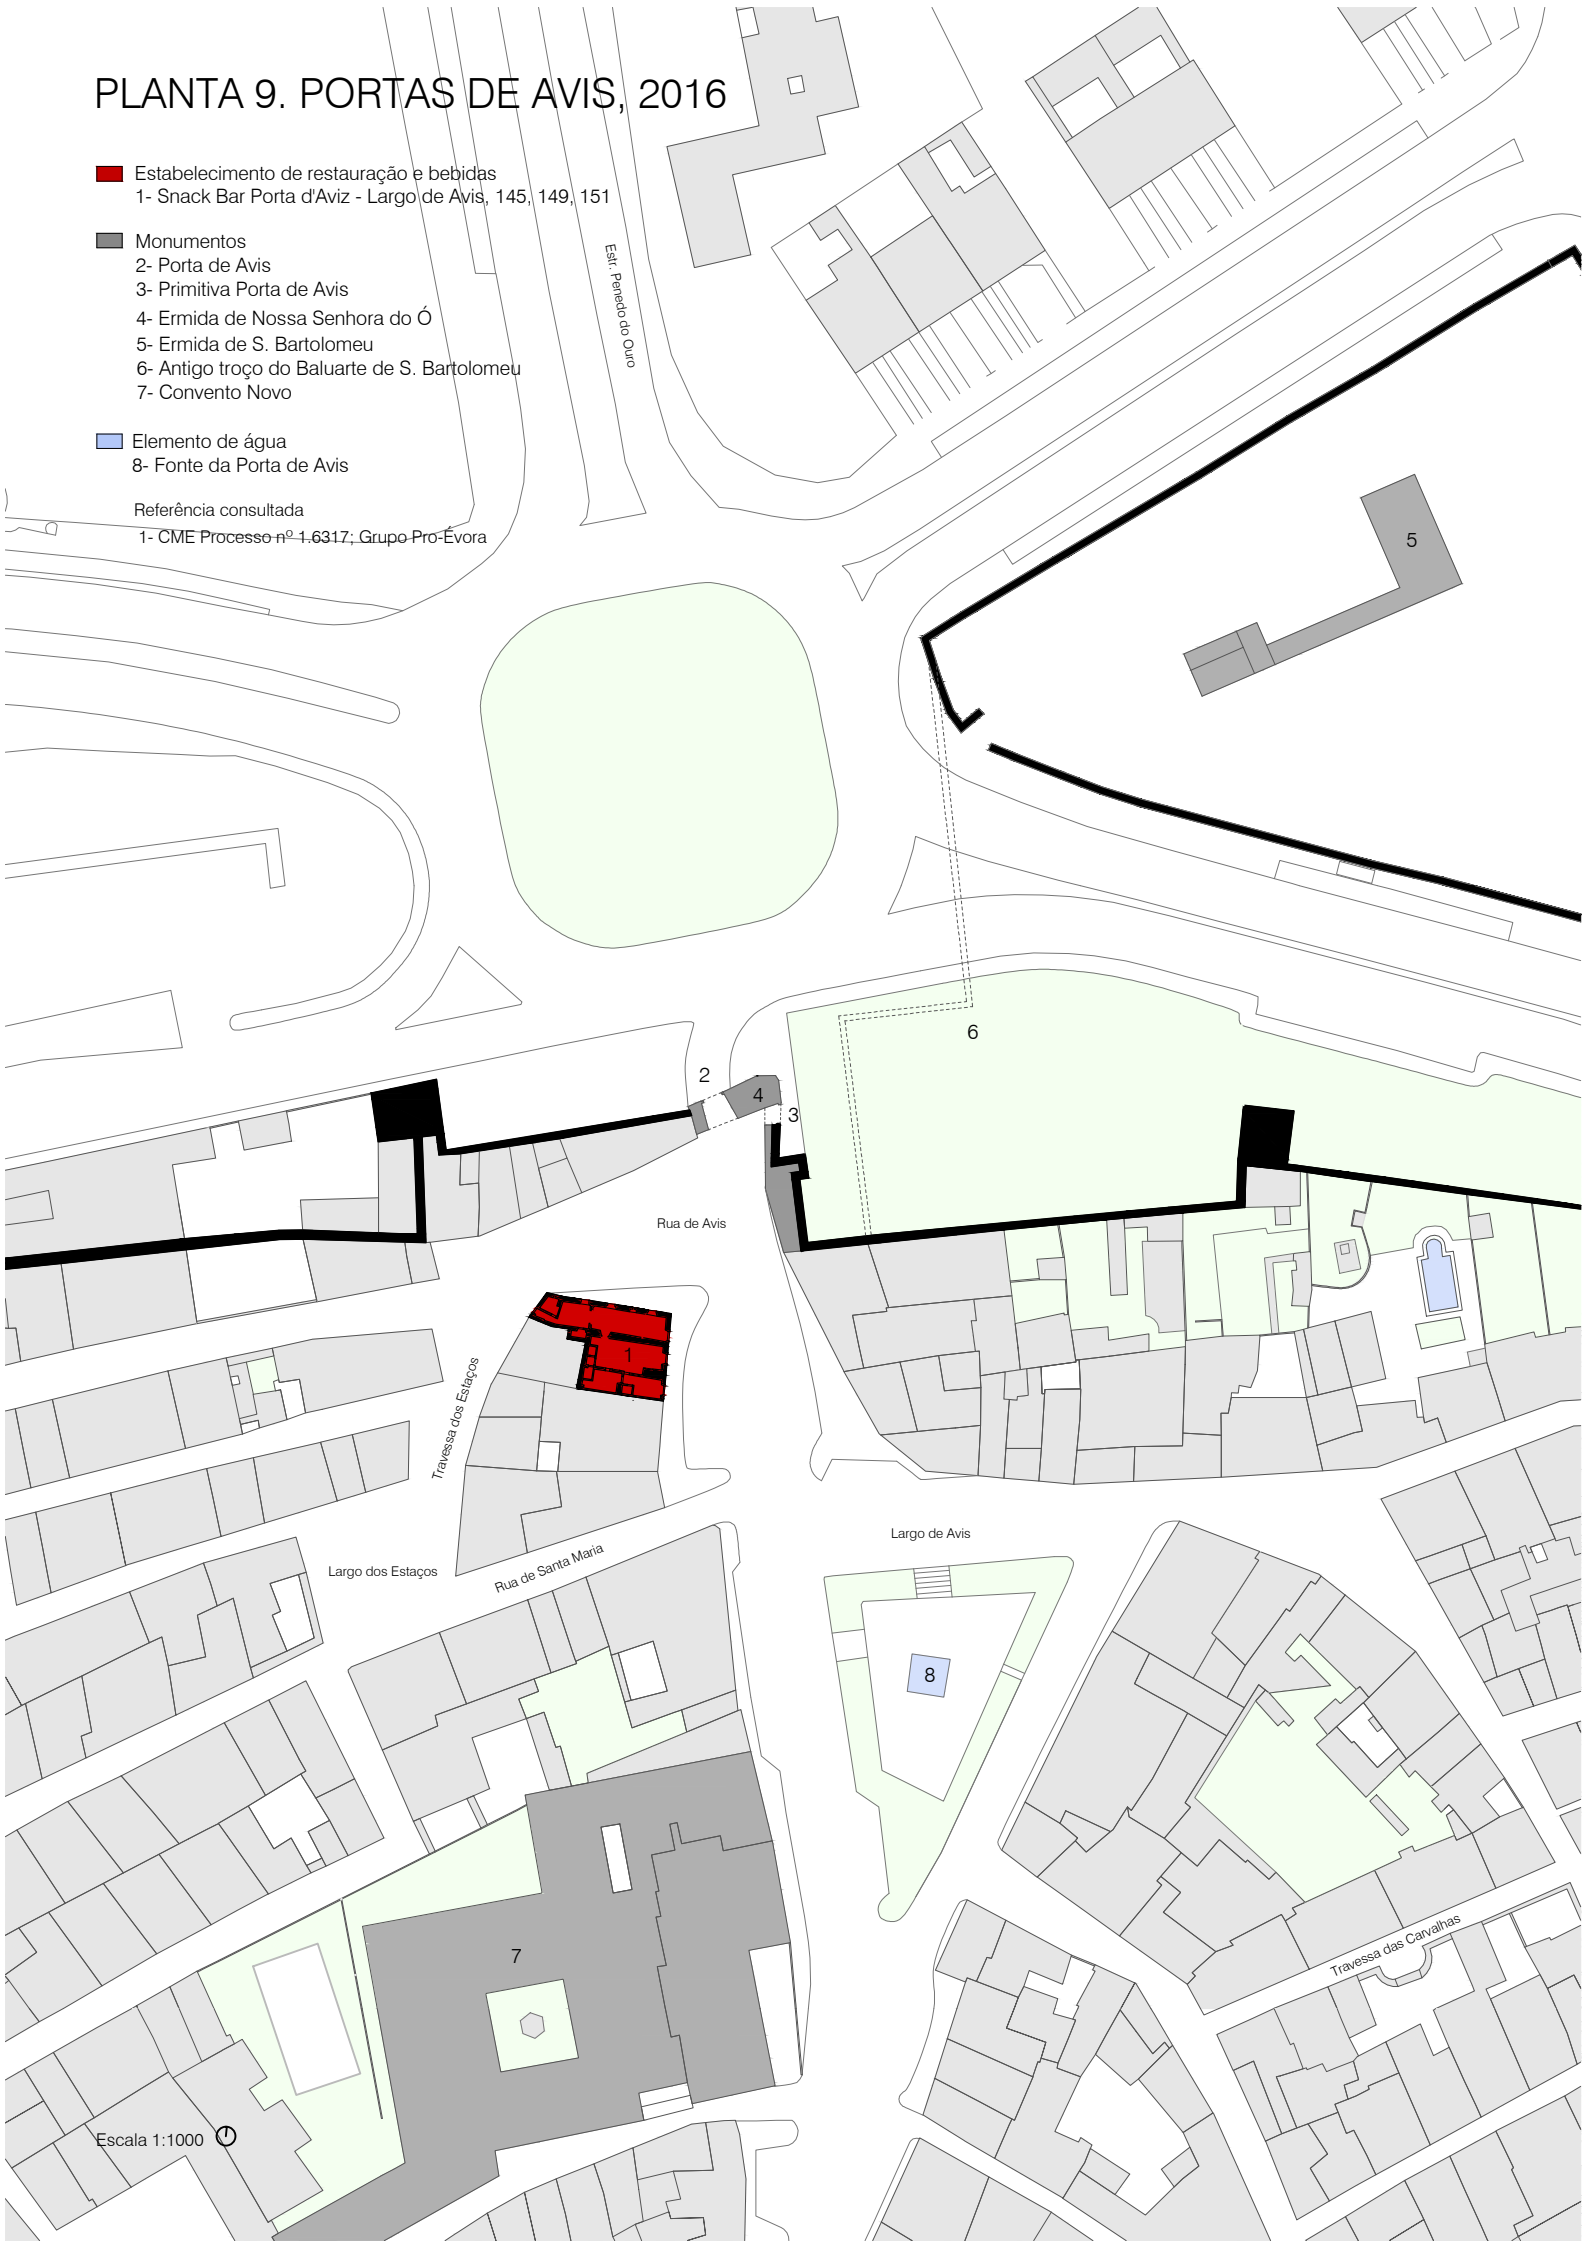 PLANTA 9. PORTAS DE AVIS, 2016
Estabelecimento de restauração e bebidas
1- Snack Bar Porta d'Aviz - Largo de Avis, 145, 149, 151
Monumentos
2- Porta de Avis
3- Primitiva Porta de Avis
4- Ermida de Nossa Senhora do Ó
5- Ermida de S. Bartolomeu
6- Antigo troço do Baluarte de S. Bartolomeu
7- Convento Novo
Elemento de água
8- Fonte da Porta de Avis
Referência consultada
1- CME Processo nº 1.6317; Grupo Pro-Évora
Estr. Penedo do Ouro
5
6
2
4
3
Rua de Avis
1
Travessa dos Estaços
Largo de Avis
Largo dos Estaços
Rua de Santa Maria
8
Travessa das Carvalhas
7
Escala 1:1000